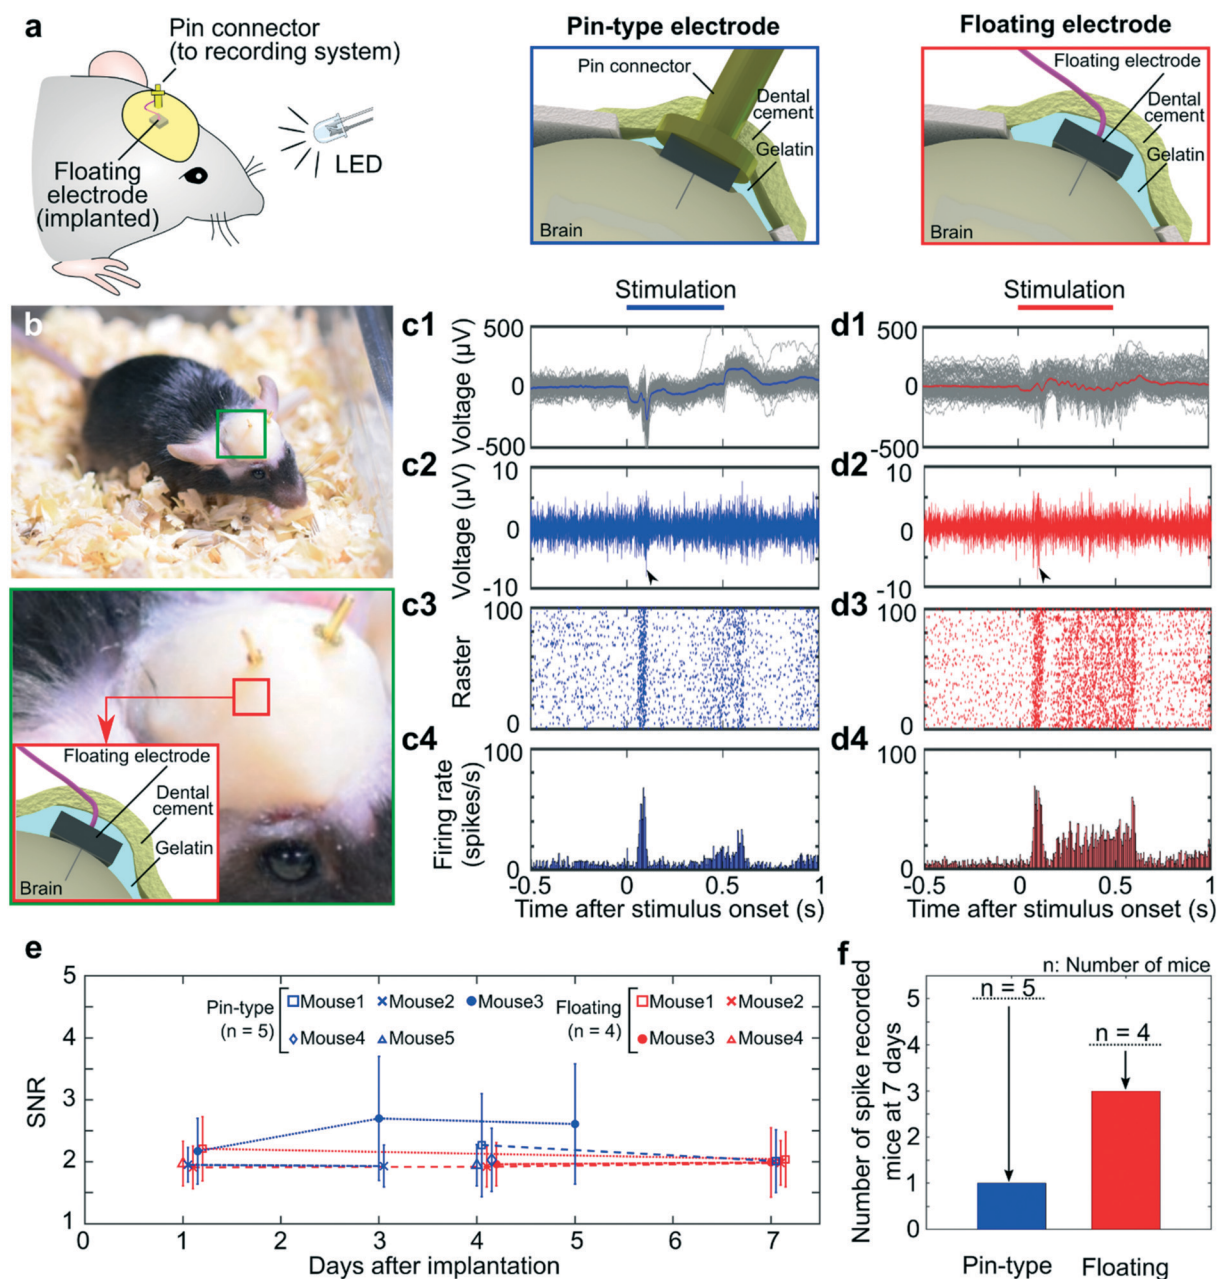 a
Pin connector
(to recording system)
LED
Floating
electrode
(implanted)
Pin-type electrode
Pin connector
Dental
cement
Gelatin
Brain
Floating electrode
Floating electrode
Dental
cement
Gelatin
Brain
b
Floating electrode
Dental
cement
Gelatin
Brain
Stimulation
c1
500
0
-500
Voltage (µV)
c2
10
0
-10
Voltage (µV)
c3
100
0
Raster
c4
100
0
Firing rate
(spikes/s)
-0.5 0 0.5 1
Time after stimulus onset (s)
Stimulation
d1
500
0
-500
d2
10
0
-10
d3
100
0
d4
100
0
-0.5 0 0.5 1
Time after stimulus onset (s)
e
5
4
3
2
1
SNR
Pin-type
(n = 5)
Mouse1 Mouse2 Mouse3
Mouse4 Mouse5
Floating
(n = 4)
Mouse1 Mouse2
Mouse3 Mouse4
0 1 2 3 4 5 6 7
Days after implantation
f
n: Number of mice
Number of spike recorded
mice at 7 days
5
4
3
2
1
0
n = 5
n = 4
Pin-type Floating